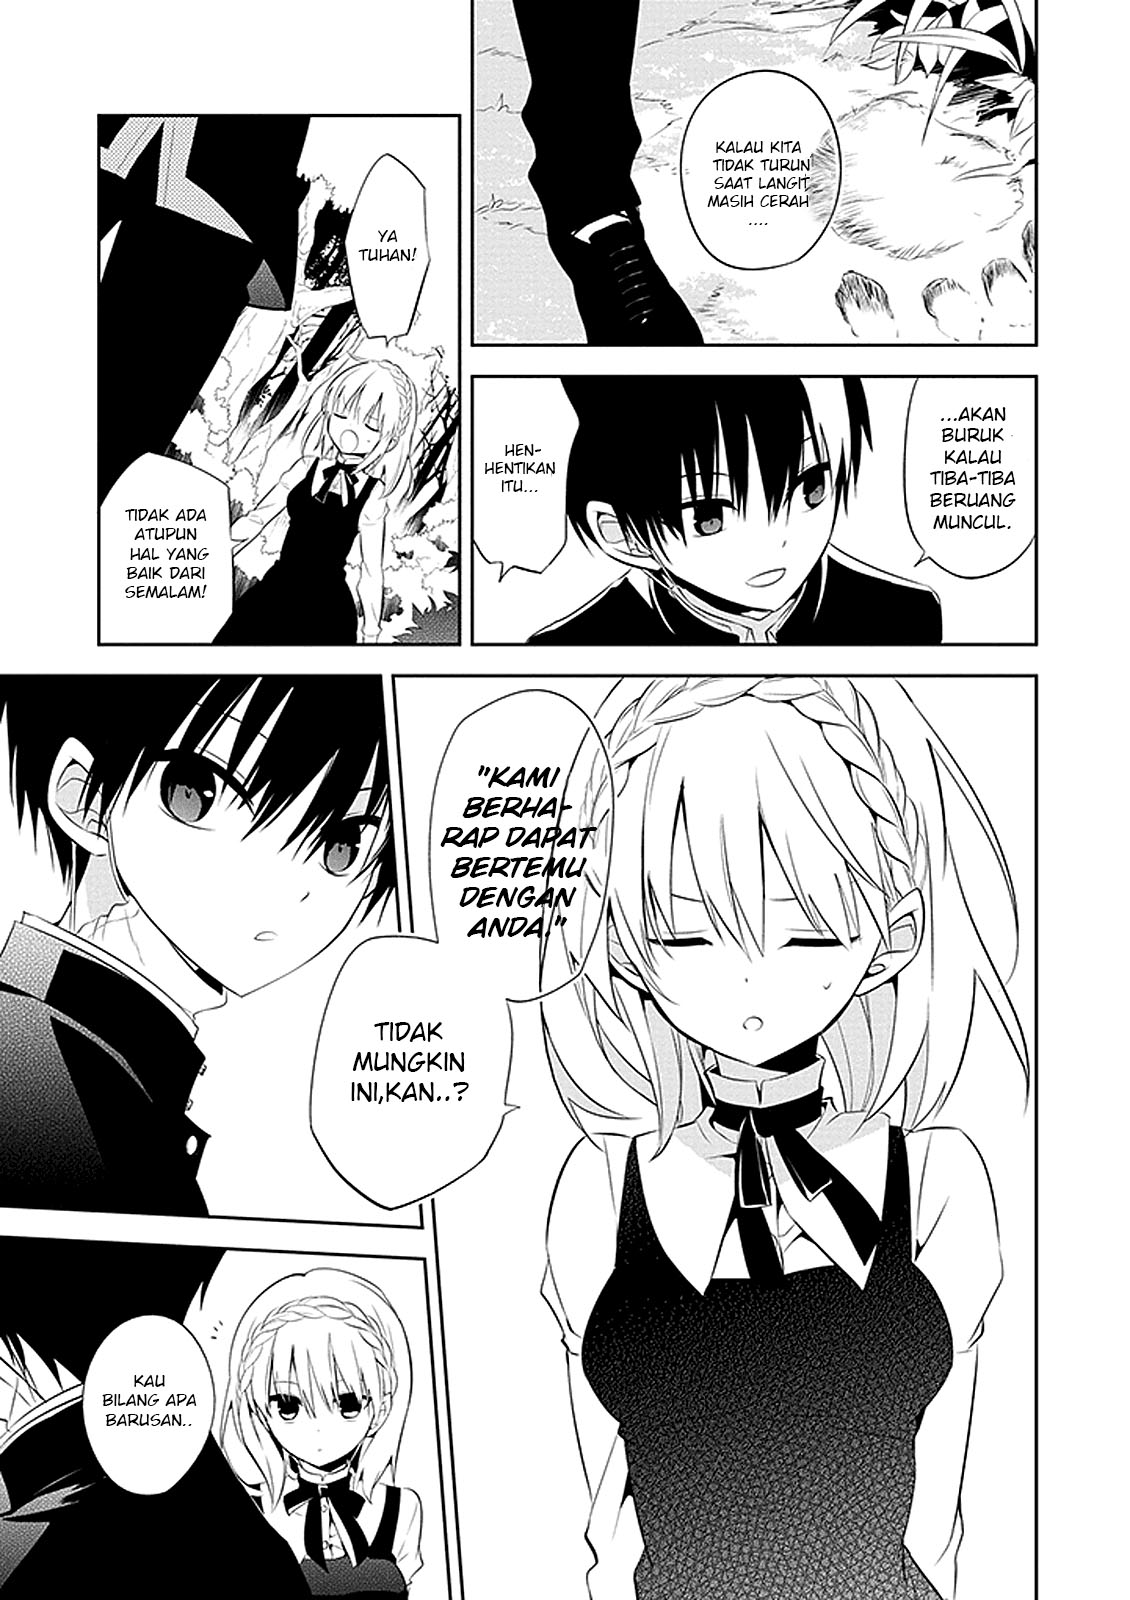 KALAU KITA
TIDAK TURUN
SAAT LANGIT
MASIH CERAH
....
YA
TUHAN!
TIDAK ADA
ATUPUN
HAL YANG
BAIK DARI
SEMALAM!
...AKAN
BURUK
KALAU
TIBA-TIBA
BERUANG
MUNCUL.
HEN-
HENTIKAN
ITU...
"KAMI
BERHA-
RAP DAPAT
BERTEMU
DENGAN
ANDA."
TIDAK
MUNGKIN
INI,KAN..?
KAU
BILANG APA
BARUSAN..